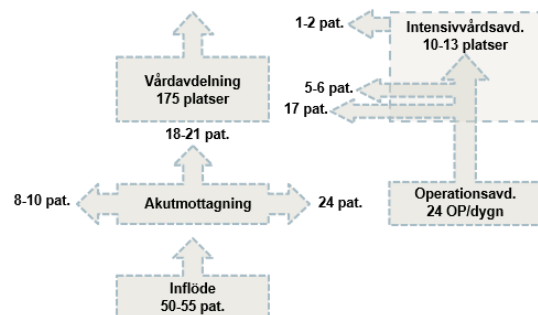 1-2 pat.
Intensivvårdsavd.
10-13 platser
Vårdavdelning
175 platser
5-6 pat.
17 pat.
18-21 pat.
8-10 pat.
Akutmottagning
24 pat.
Operationsavd.
24 OP/dygn
Inflöde
50-55 pat.